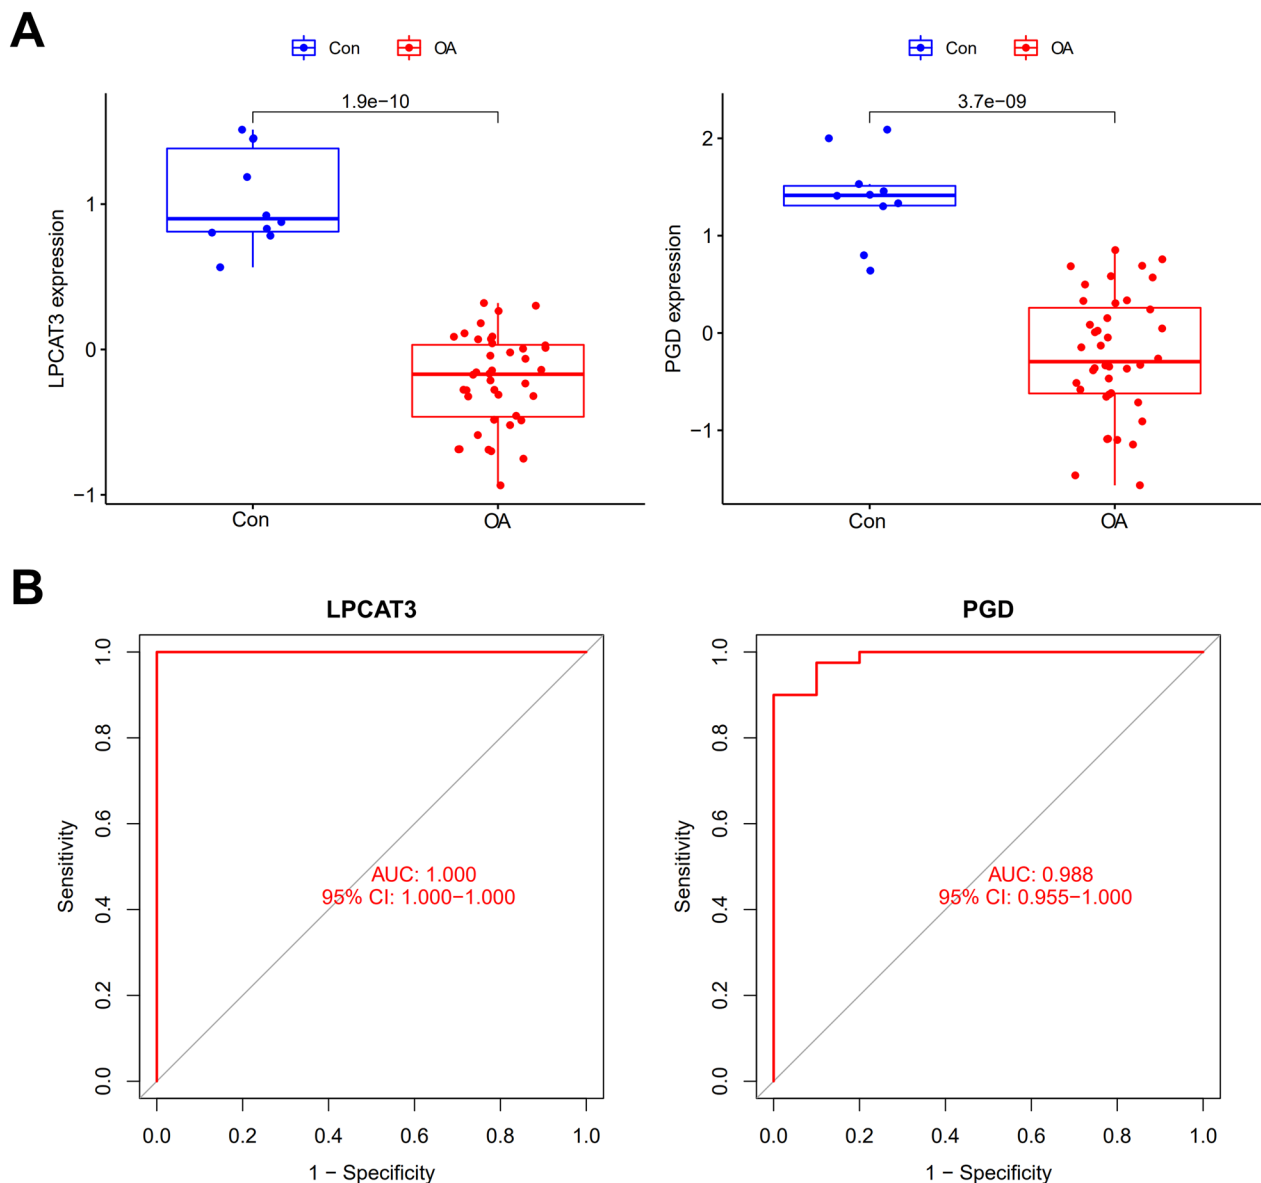 A
Con OA
Con OA
1.9e−10
3.7e−09
LPCAT3 expression
1
0
−1
Con OA
PGD expression
2
1
0
−1
Con OA
B
LPCAT3
PGD
Sensitivity
1.0
0.8
0.6
0.4
0.2
0.0
AUC: 1.000
95% CI: 1.000−1.000
0.0 0.2 0.4 0.6 0.8 1.0
1 − Specificity
Sensitivity
1.0
0.8
0.6
0.4
0.2
0.0
AUC: 0.988
95% CI: 0.955−1.000
0.0 0.2 0.4 0.6 0.8 1.0
1 − Specificity